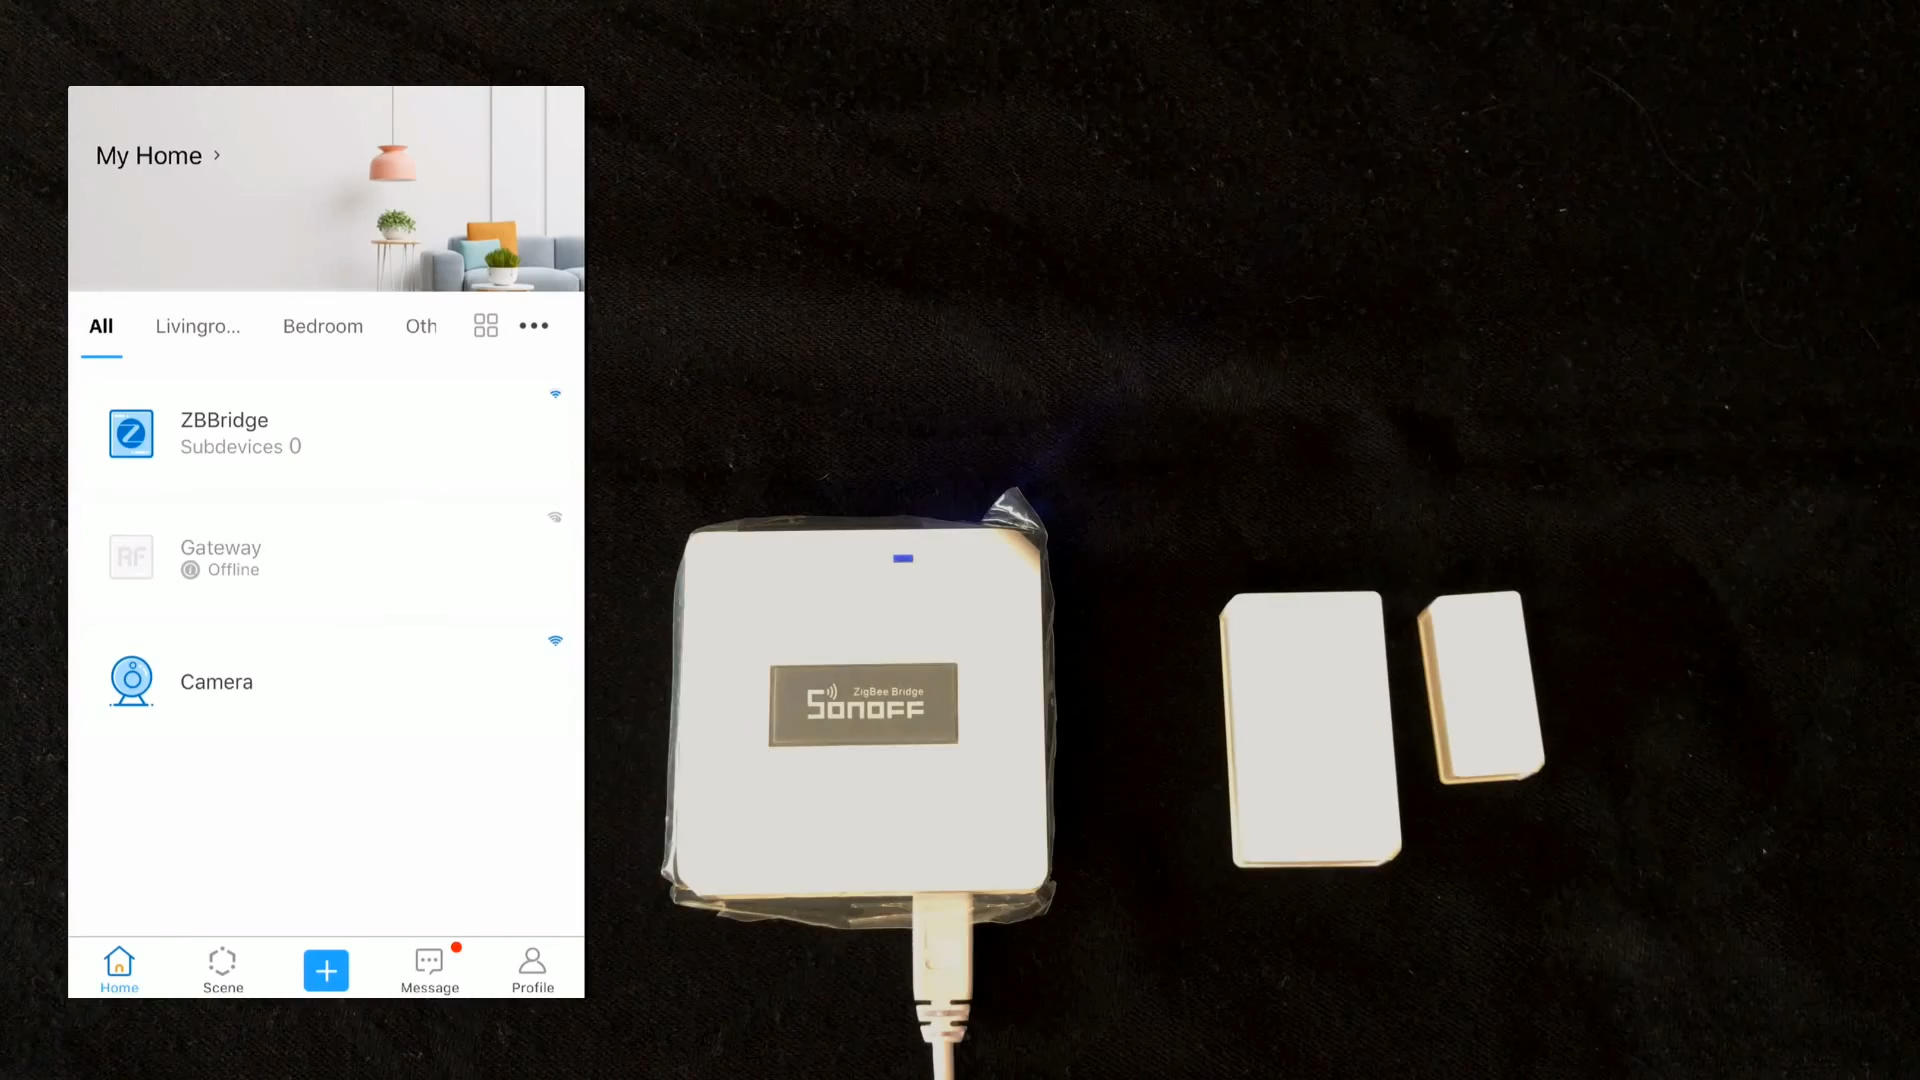 My Home
All Livingro... Bedroom Oth
ZBBridge
Subdevices 0
RF
Gateway
Offline
Camera
Home Scene Message Profile
ZigBee Bridge
SONOFF